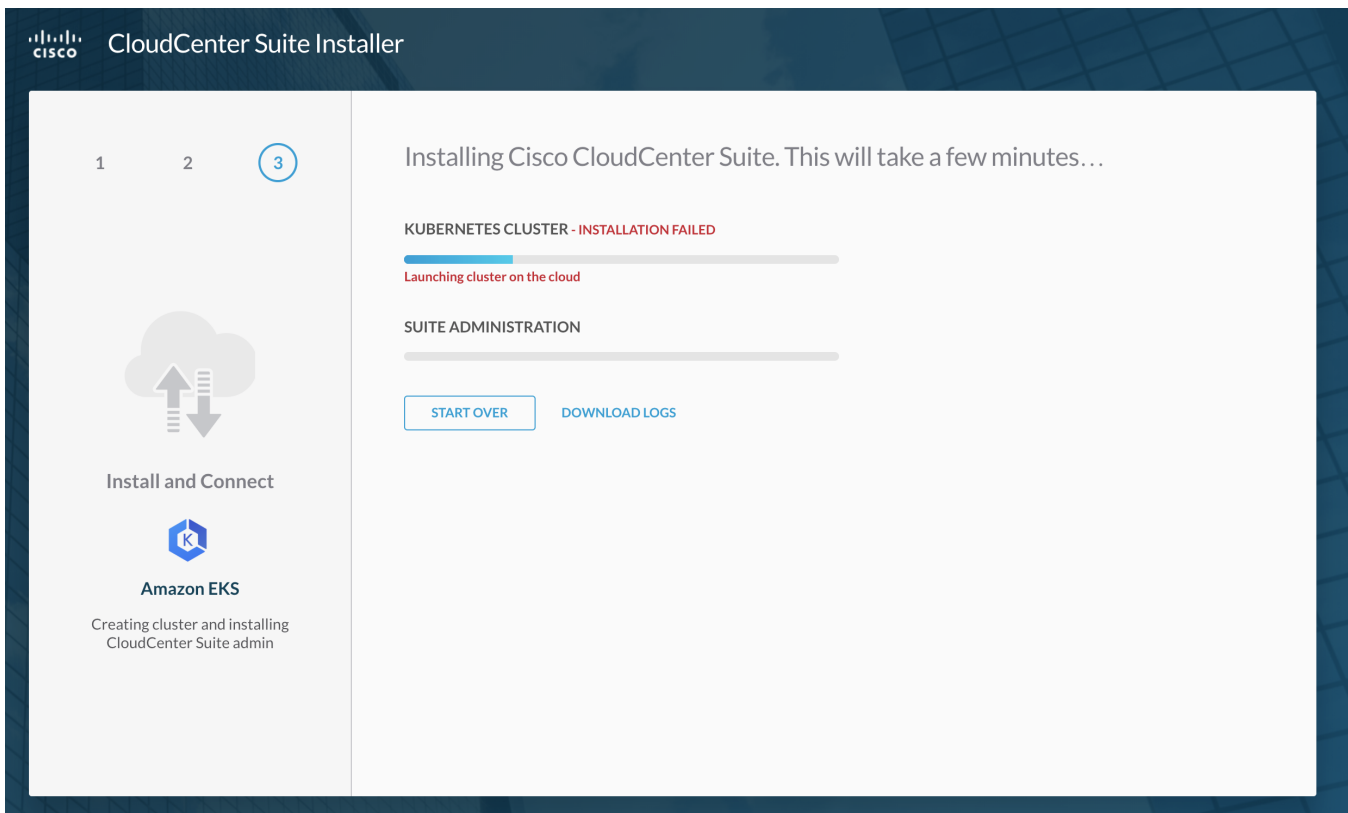 CISCO
CloudCenter Suite Installer
1 2 3
Install and Connect
K
Amazon EKS
Creating cluster and installing
CloudCenter Suite admin
Installing Cisco CloudCenter Suite. This will take a few minutes...
KUBERNETES CLUSTER - INSTALLATION FAILED
Launching cluster on the cloud
SUITE ADMINISTRATION
START OVER
DOWNLOAD LOGS